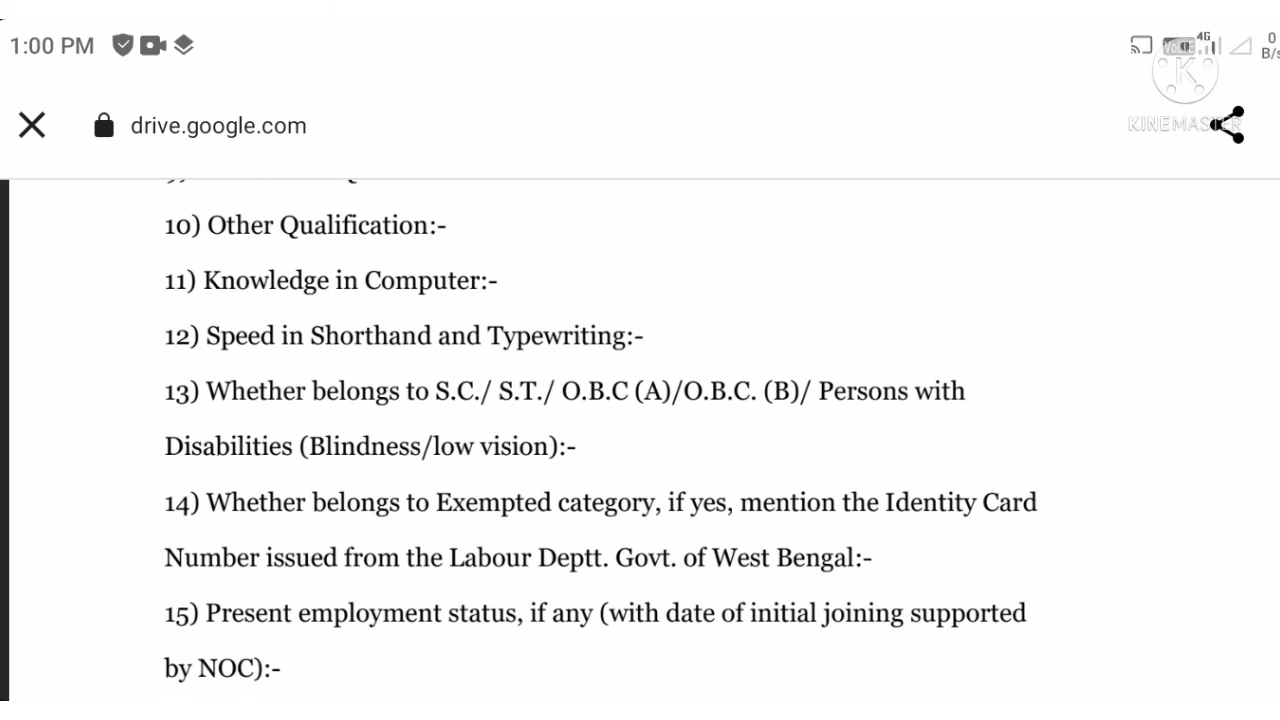 1:00 PM
4G
VOLTE
0
B/s
K
KINEMASTER
drive.google.com
10) Other Qualification:-
11) Knowledge in Computer:-
12) Speed in Shorthand and Typewriting:-
13) Whether belongs to S.C./ S.T./ O.B.C (A)/O.B.C. (B)/ Persons with
Disabilities (Blindness/low vision):-
14) Whether belongs to Exempted category, if yes, mention the Identity Card
Number issued from the Labour Deptt. Govt. of West Bengal:-
15) Present employment status, if any (with date of initial joining supported
by NOC):-